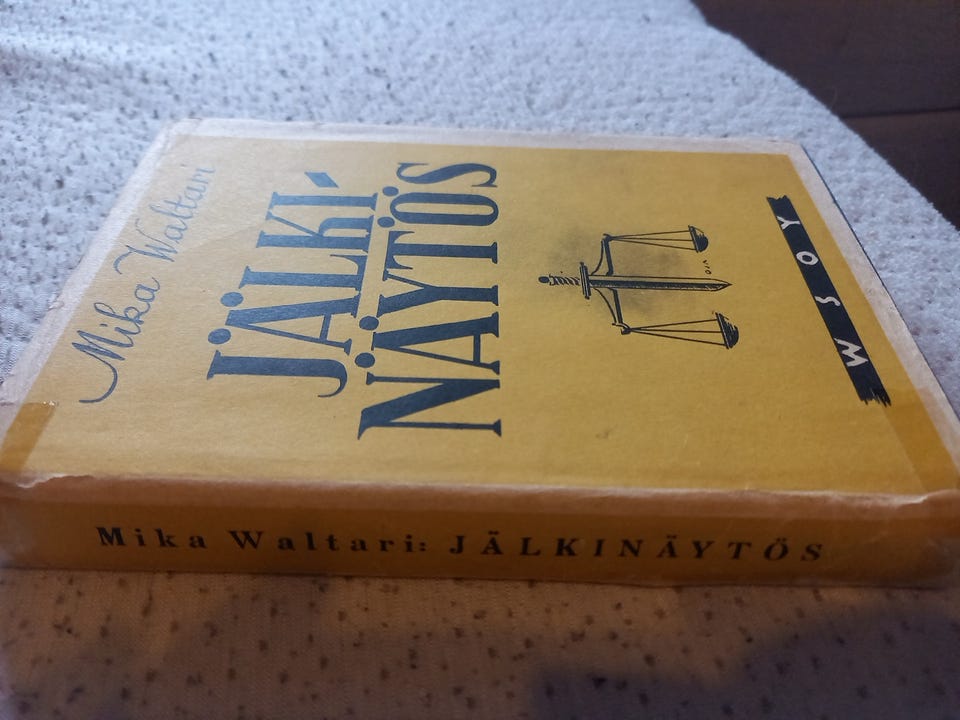 Mika Waltari
JÄLKI-
NÄYTÖS
WSOY
Mika Waltari: JÄLKINÄYTÖS